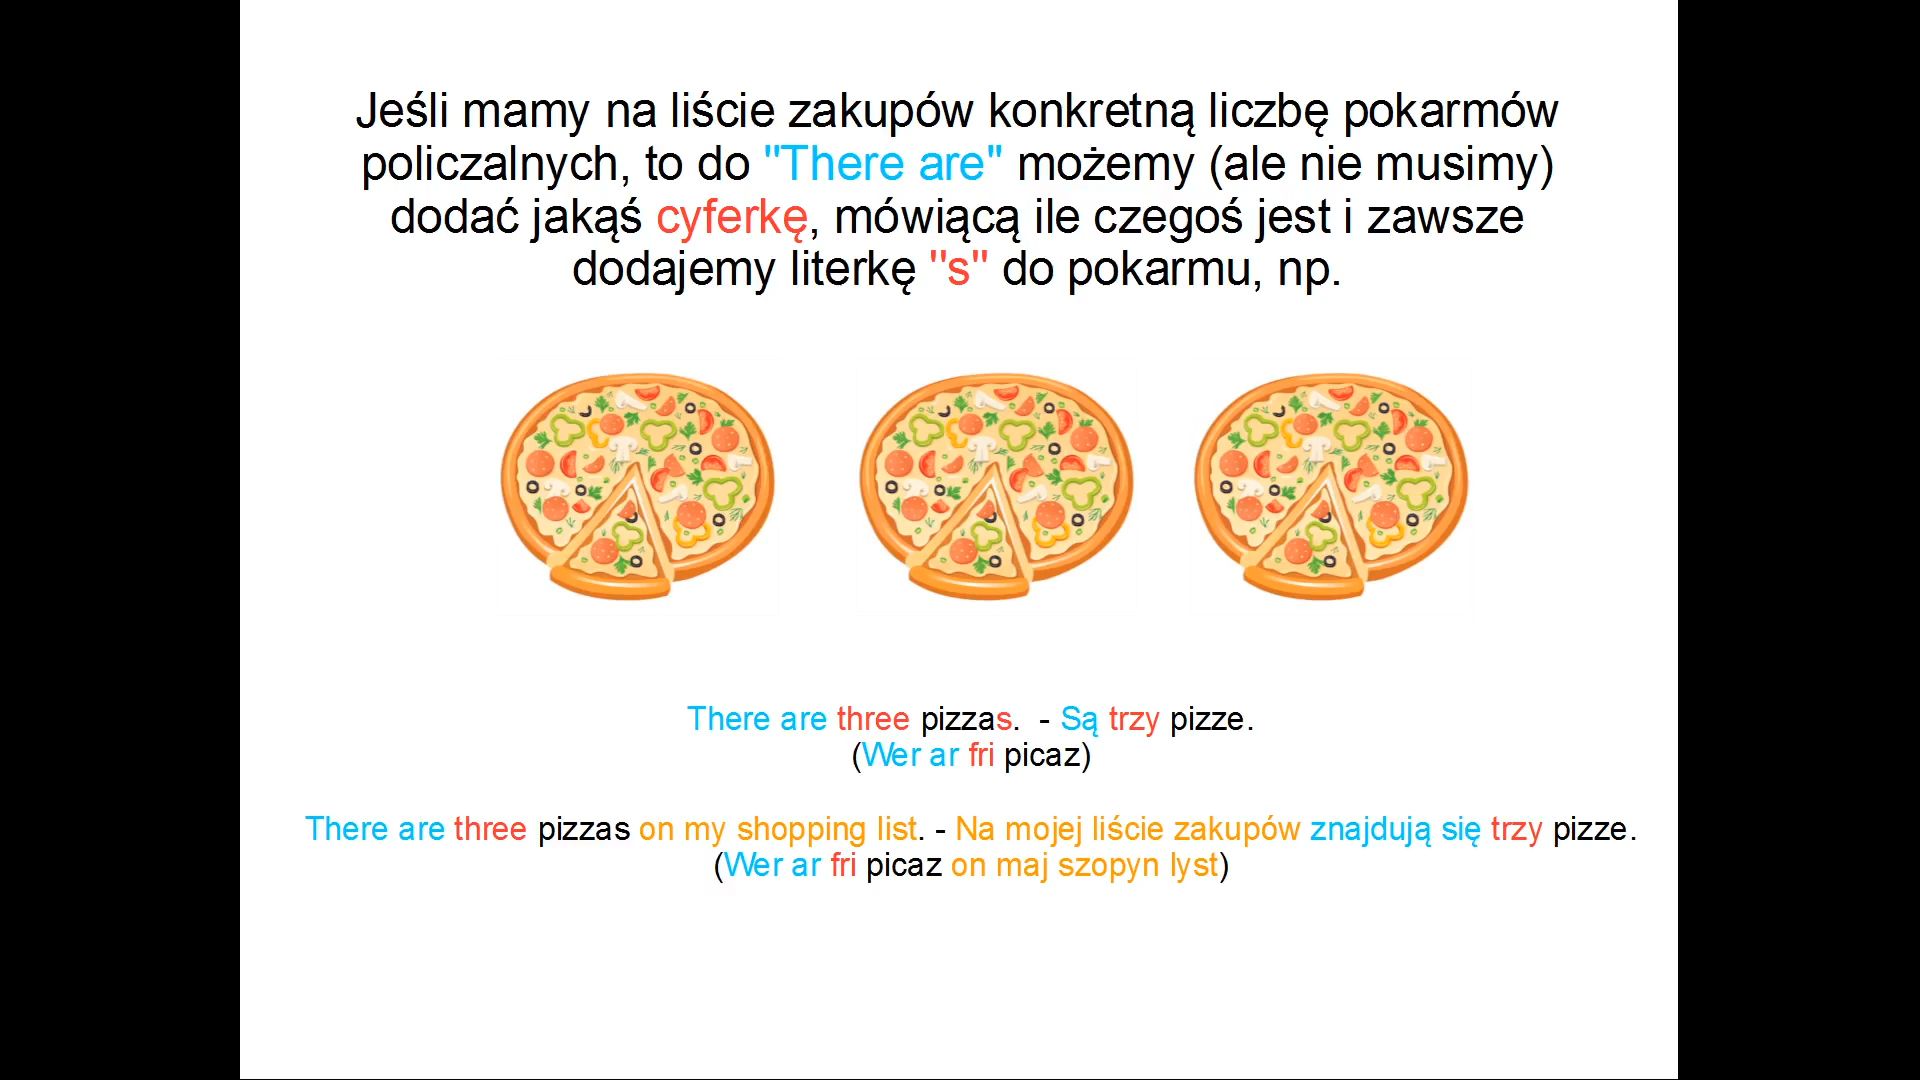 Jeśli mamy na liście zakupów konkretną liczbę pokarmów
policzalnych, to do "There are" możemy (ale nie musimy)
dodać jakąś cyferkę, mówiącą ile czegoś jest i zawsze
dodajemy literkę "s" do pokarmu, np.
There are three pizzas.  - Są trzy pizze.
(Wer ar fri picaz)
There are three pizzas on my shopping list. - Na mojej liście zakupów znajdują się trzy pizze.
(Wer ar fri picaz on maj szopyn lyst)